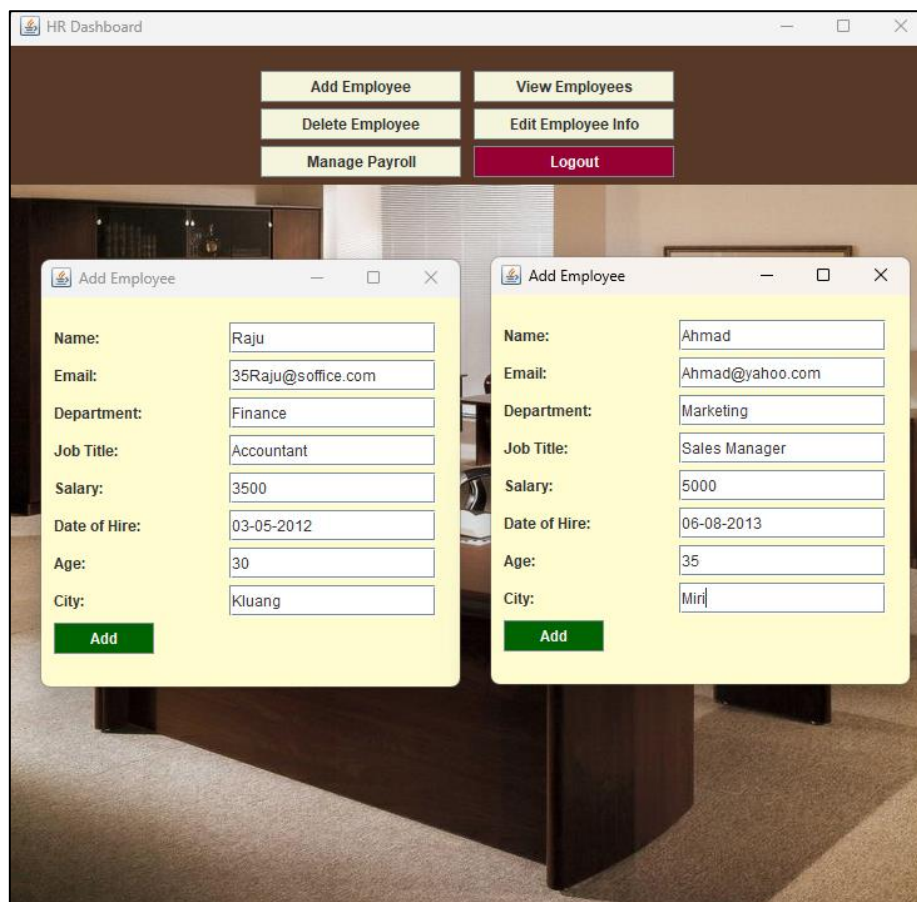 HR Dashboard
Add Employee View Employees
Delete Employee Edit Employee Info
Manage Payroll Logout
Add Employee
Name: Raju
Email: 35Raju@soffice.com
Department: Finance
Job Title: Accountant
Salary: 3500
Date of Hire: 03-05-2012
Age: 30
City: Kluang
Add
Add Employee
Name: Ahmad
Email: Ahmad@yahoo.com
Department: Marketing
Job Title: Sales Manager
Salary: 5000
Date of Hire: 06-08-2013
Age: 35
City: Miri
Add